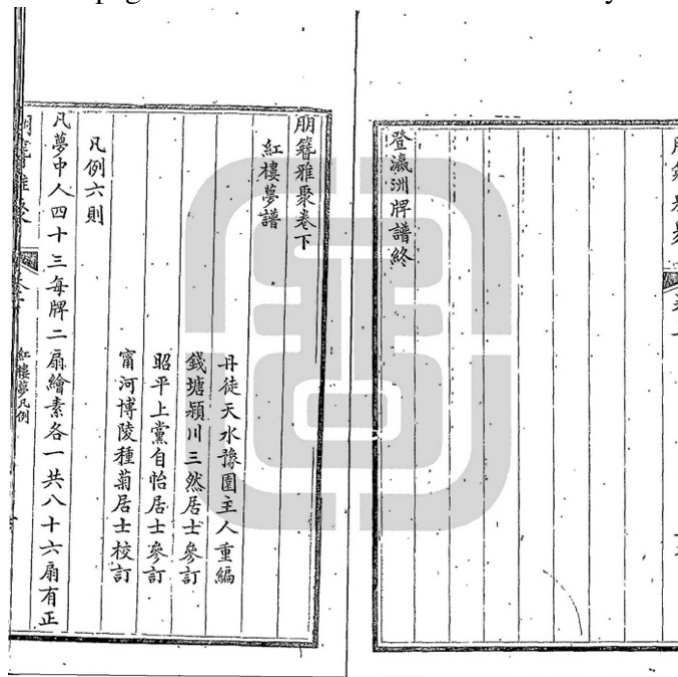 登瀛洲牌譜終
朋簪雅聚卷下
紅樓夢譜
丹徒天水豫園主人重編
錢塘潁川三然居士參訂
昭平上黨自怡居士參訂
甯河博陵種菊居士校訂
凡例六則
凡夢中人四十三每牌二扇繪素各一共八十六扇有正
紅樓夢凡例